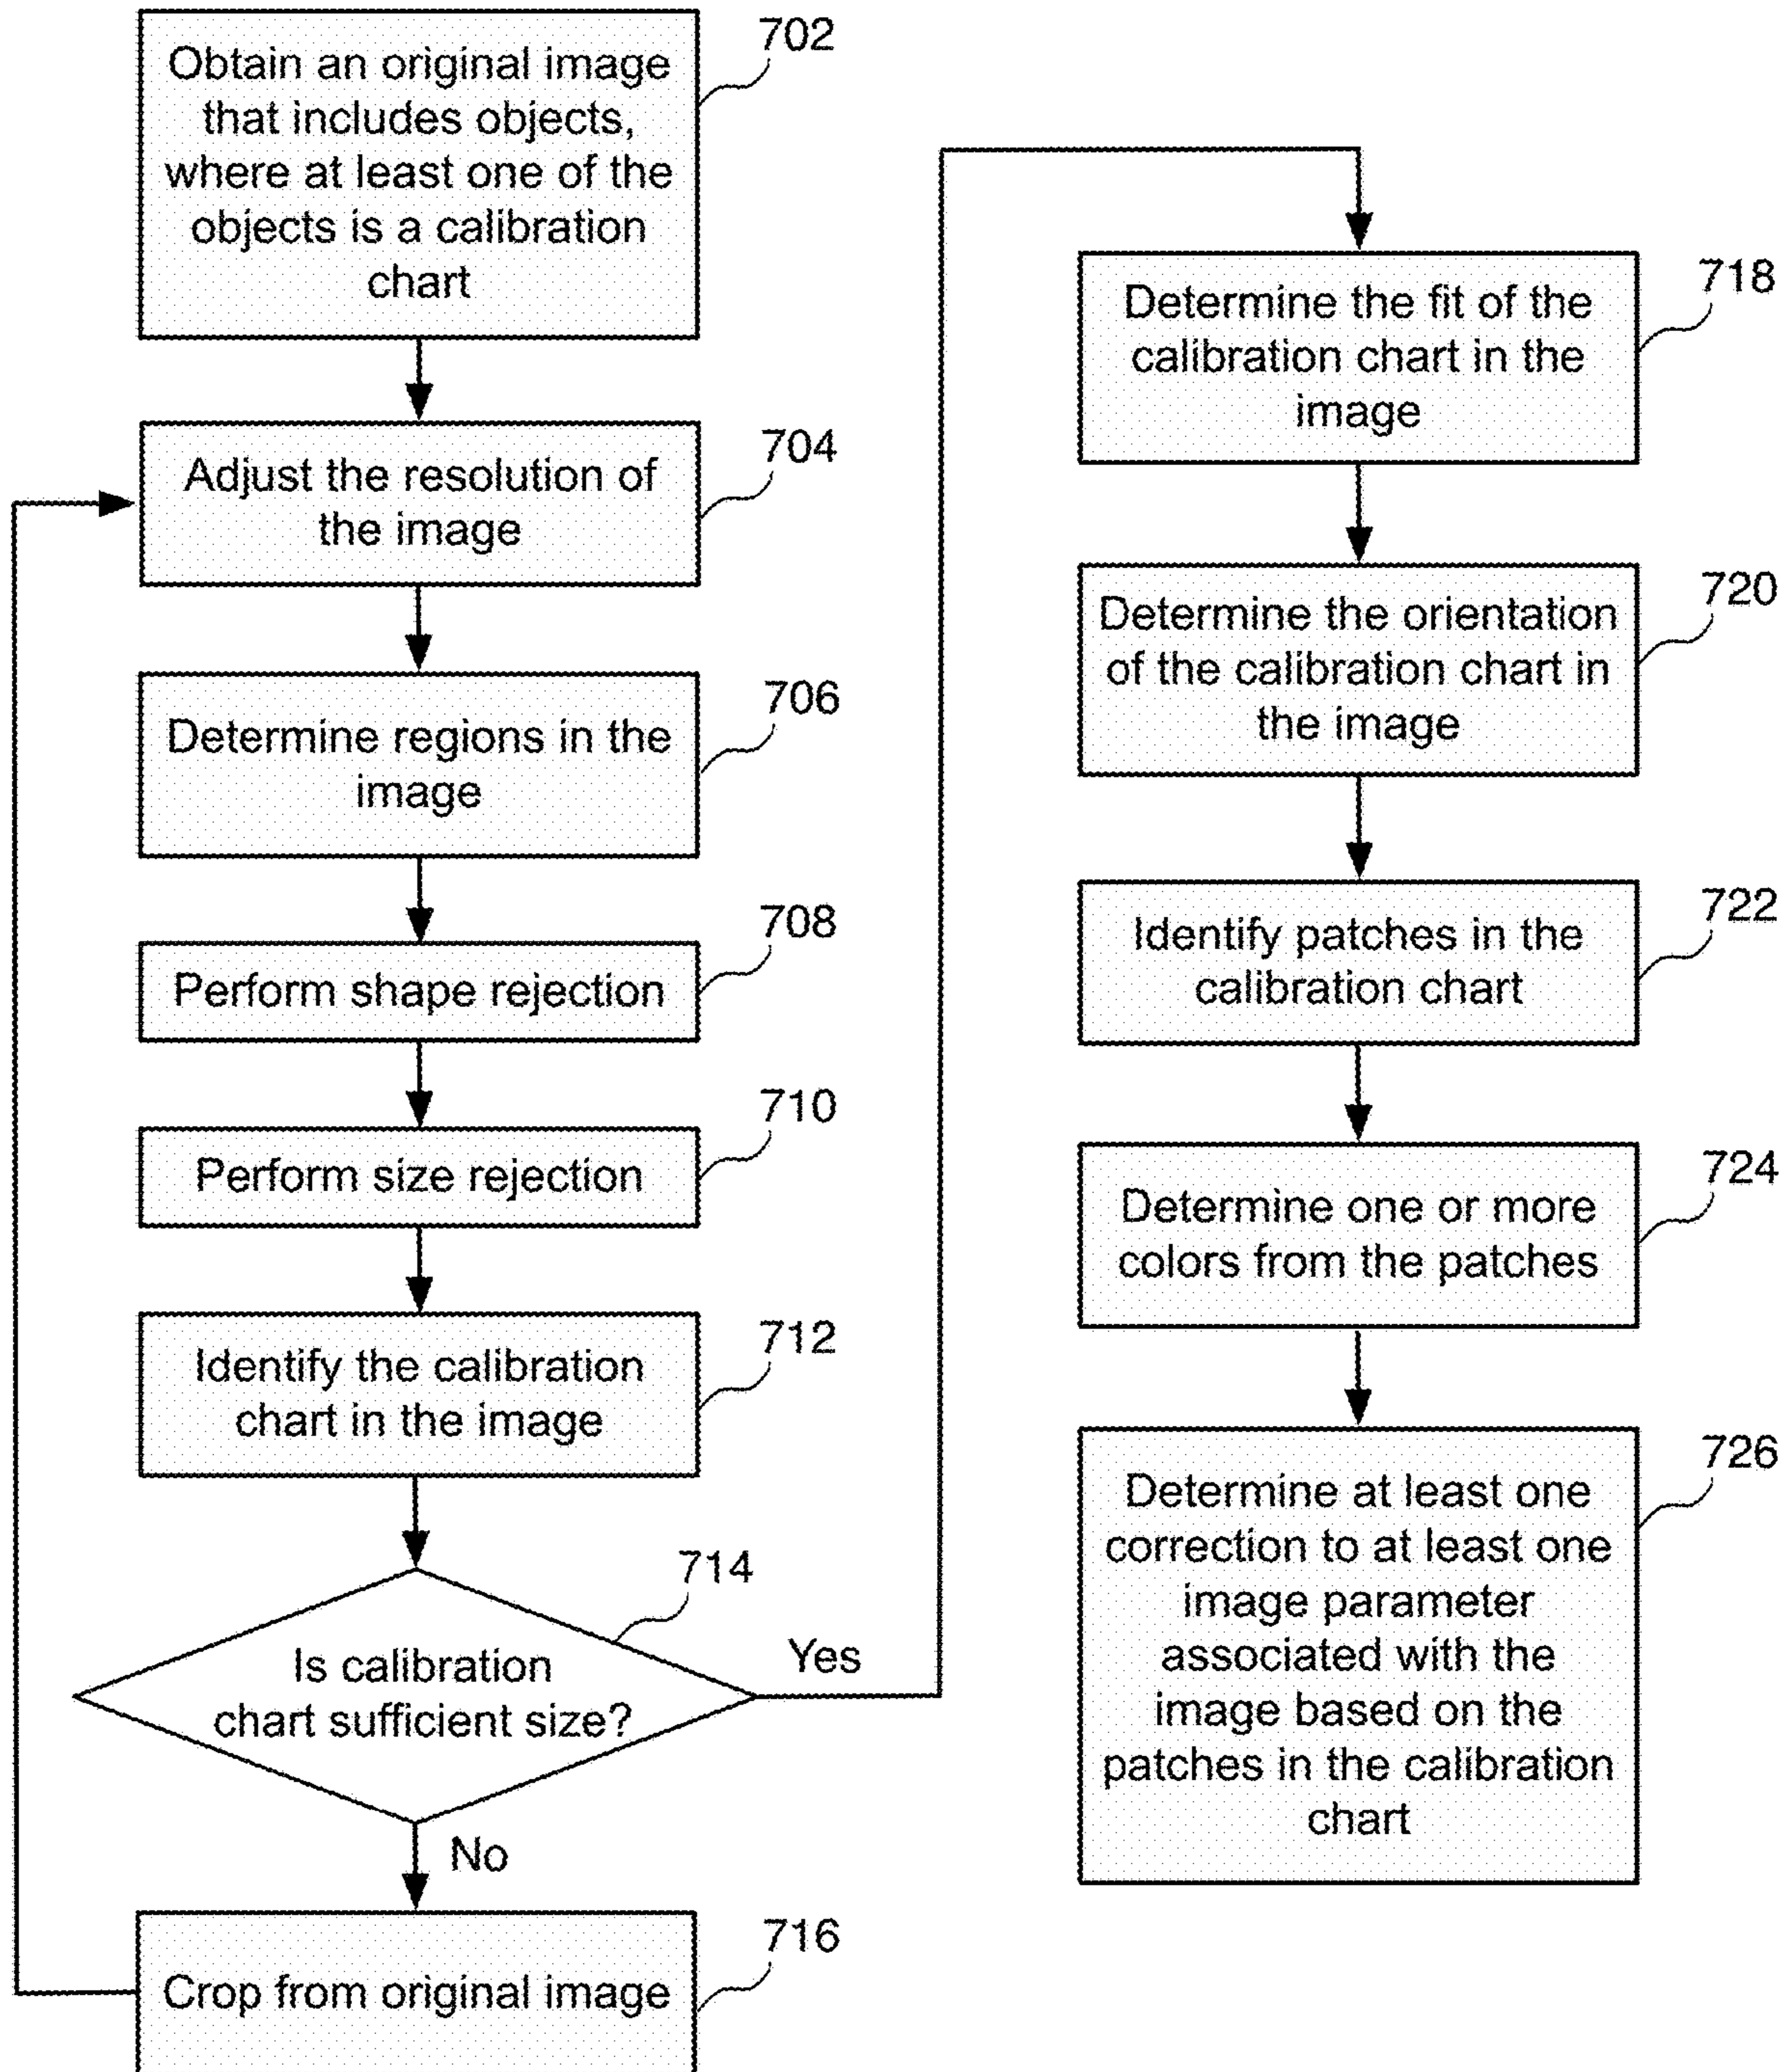 702
Obtain an original image
that includes objects,
where at least one of the
objects is a calibration
chart
704
Adjust the resolution of
the image
706
Determine regions in the
image
708
Perform shape rejection
710
Perform size rejection
712
Identify the calibration
chart in the image
714
Is calibration
chart sufficient size?
Yes
No
716
Crop from original image
718
Determine the fit of the
calibration chart in the
image
720
Determine the orientation
of the calibration chart in
the image
722
Identify patches in the
calibration chart
724
Determine one or more
colors from the patches
726
Determine at least one
correction to at least one
image parameter
associated with the
image based on the
patches in the calibration
chart